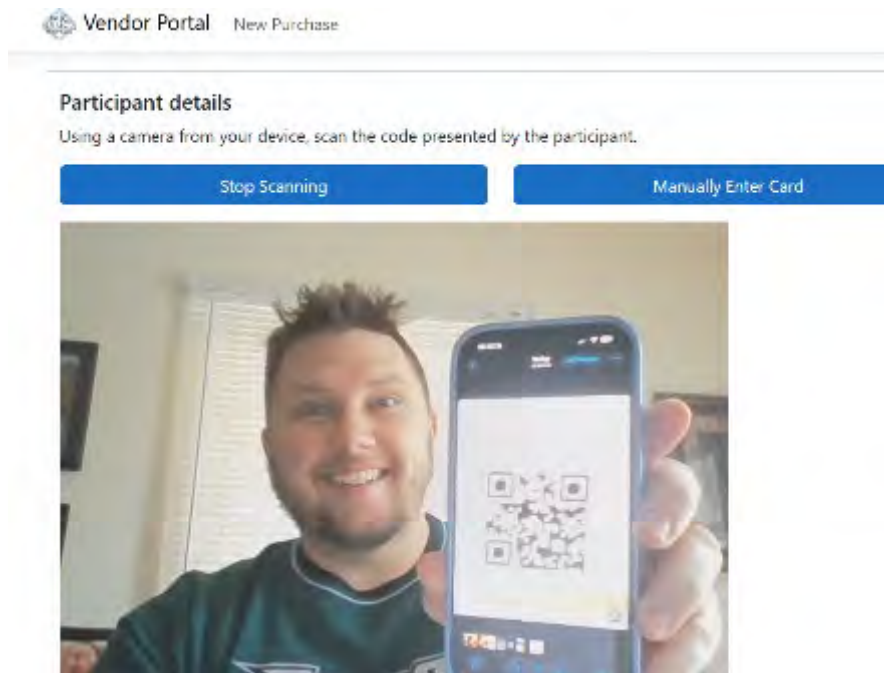 Vendor Portal New Purchase
Participant details
Using a camera from your device, scan the code presented by the participant.
Stop Scanning Manually Enter Card